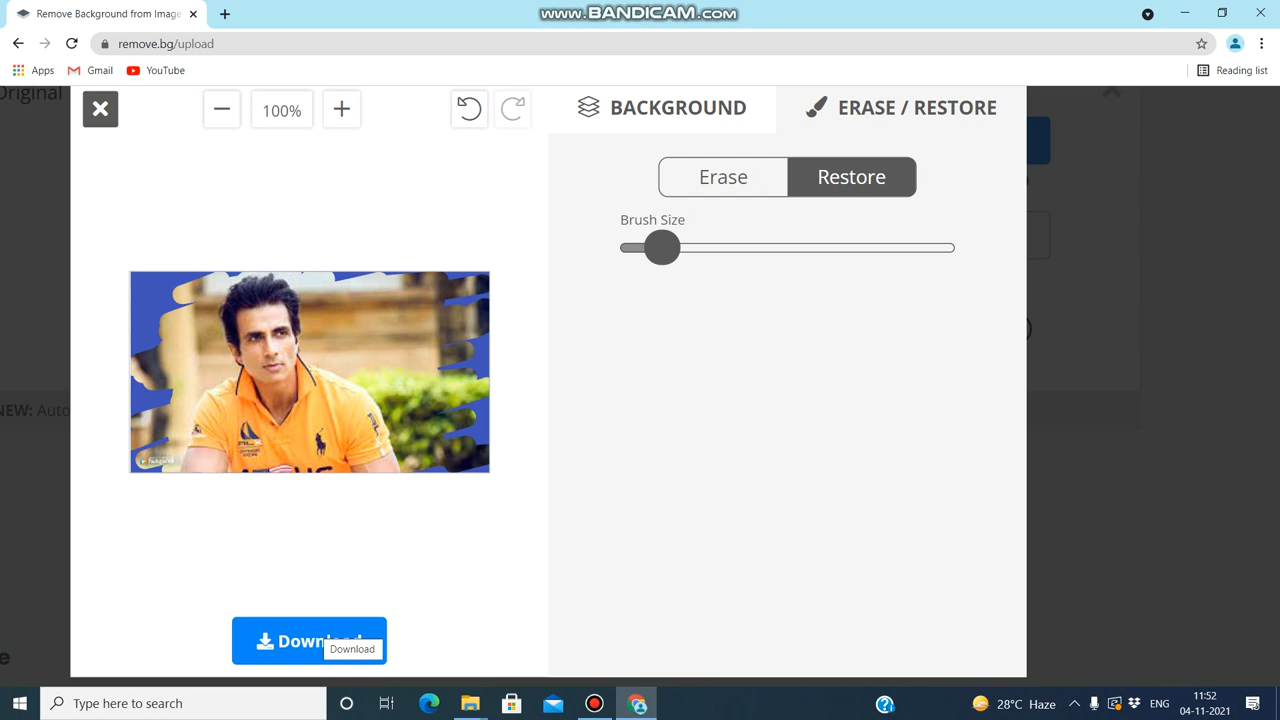 Remove Background from Image
www.BANDICAM.com
remove.bg/upload
Apps
Gmail
YouTube
Reading list
Original
100%
BACKGROUND
ERASE / RESTORE
Erase
Restore
Brush Size
NEW: Auto
Download
Download
e
Type here to search
28°C Haze
ENG
11:52
04-11-2021